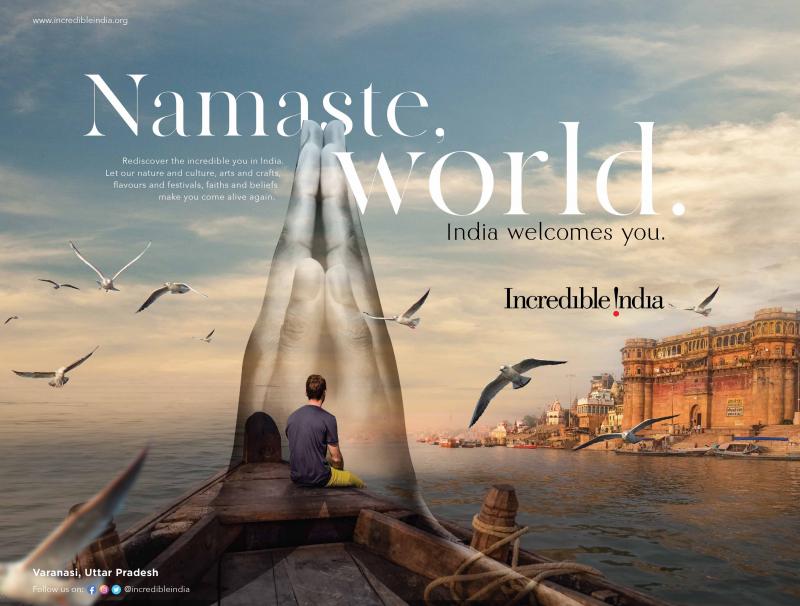 www.incredibleindia.org
Namaste,
world.
Rediscover the incredible you in India.
Let our nature and culture, arts and crafts,
flavours and festivals, faiths and beliefs
make you come alive again.
India welcomes you.
Incredible !ndia
Varanasi, Uttar Pradesh
Follow us on: @incredibleindia